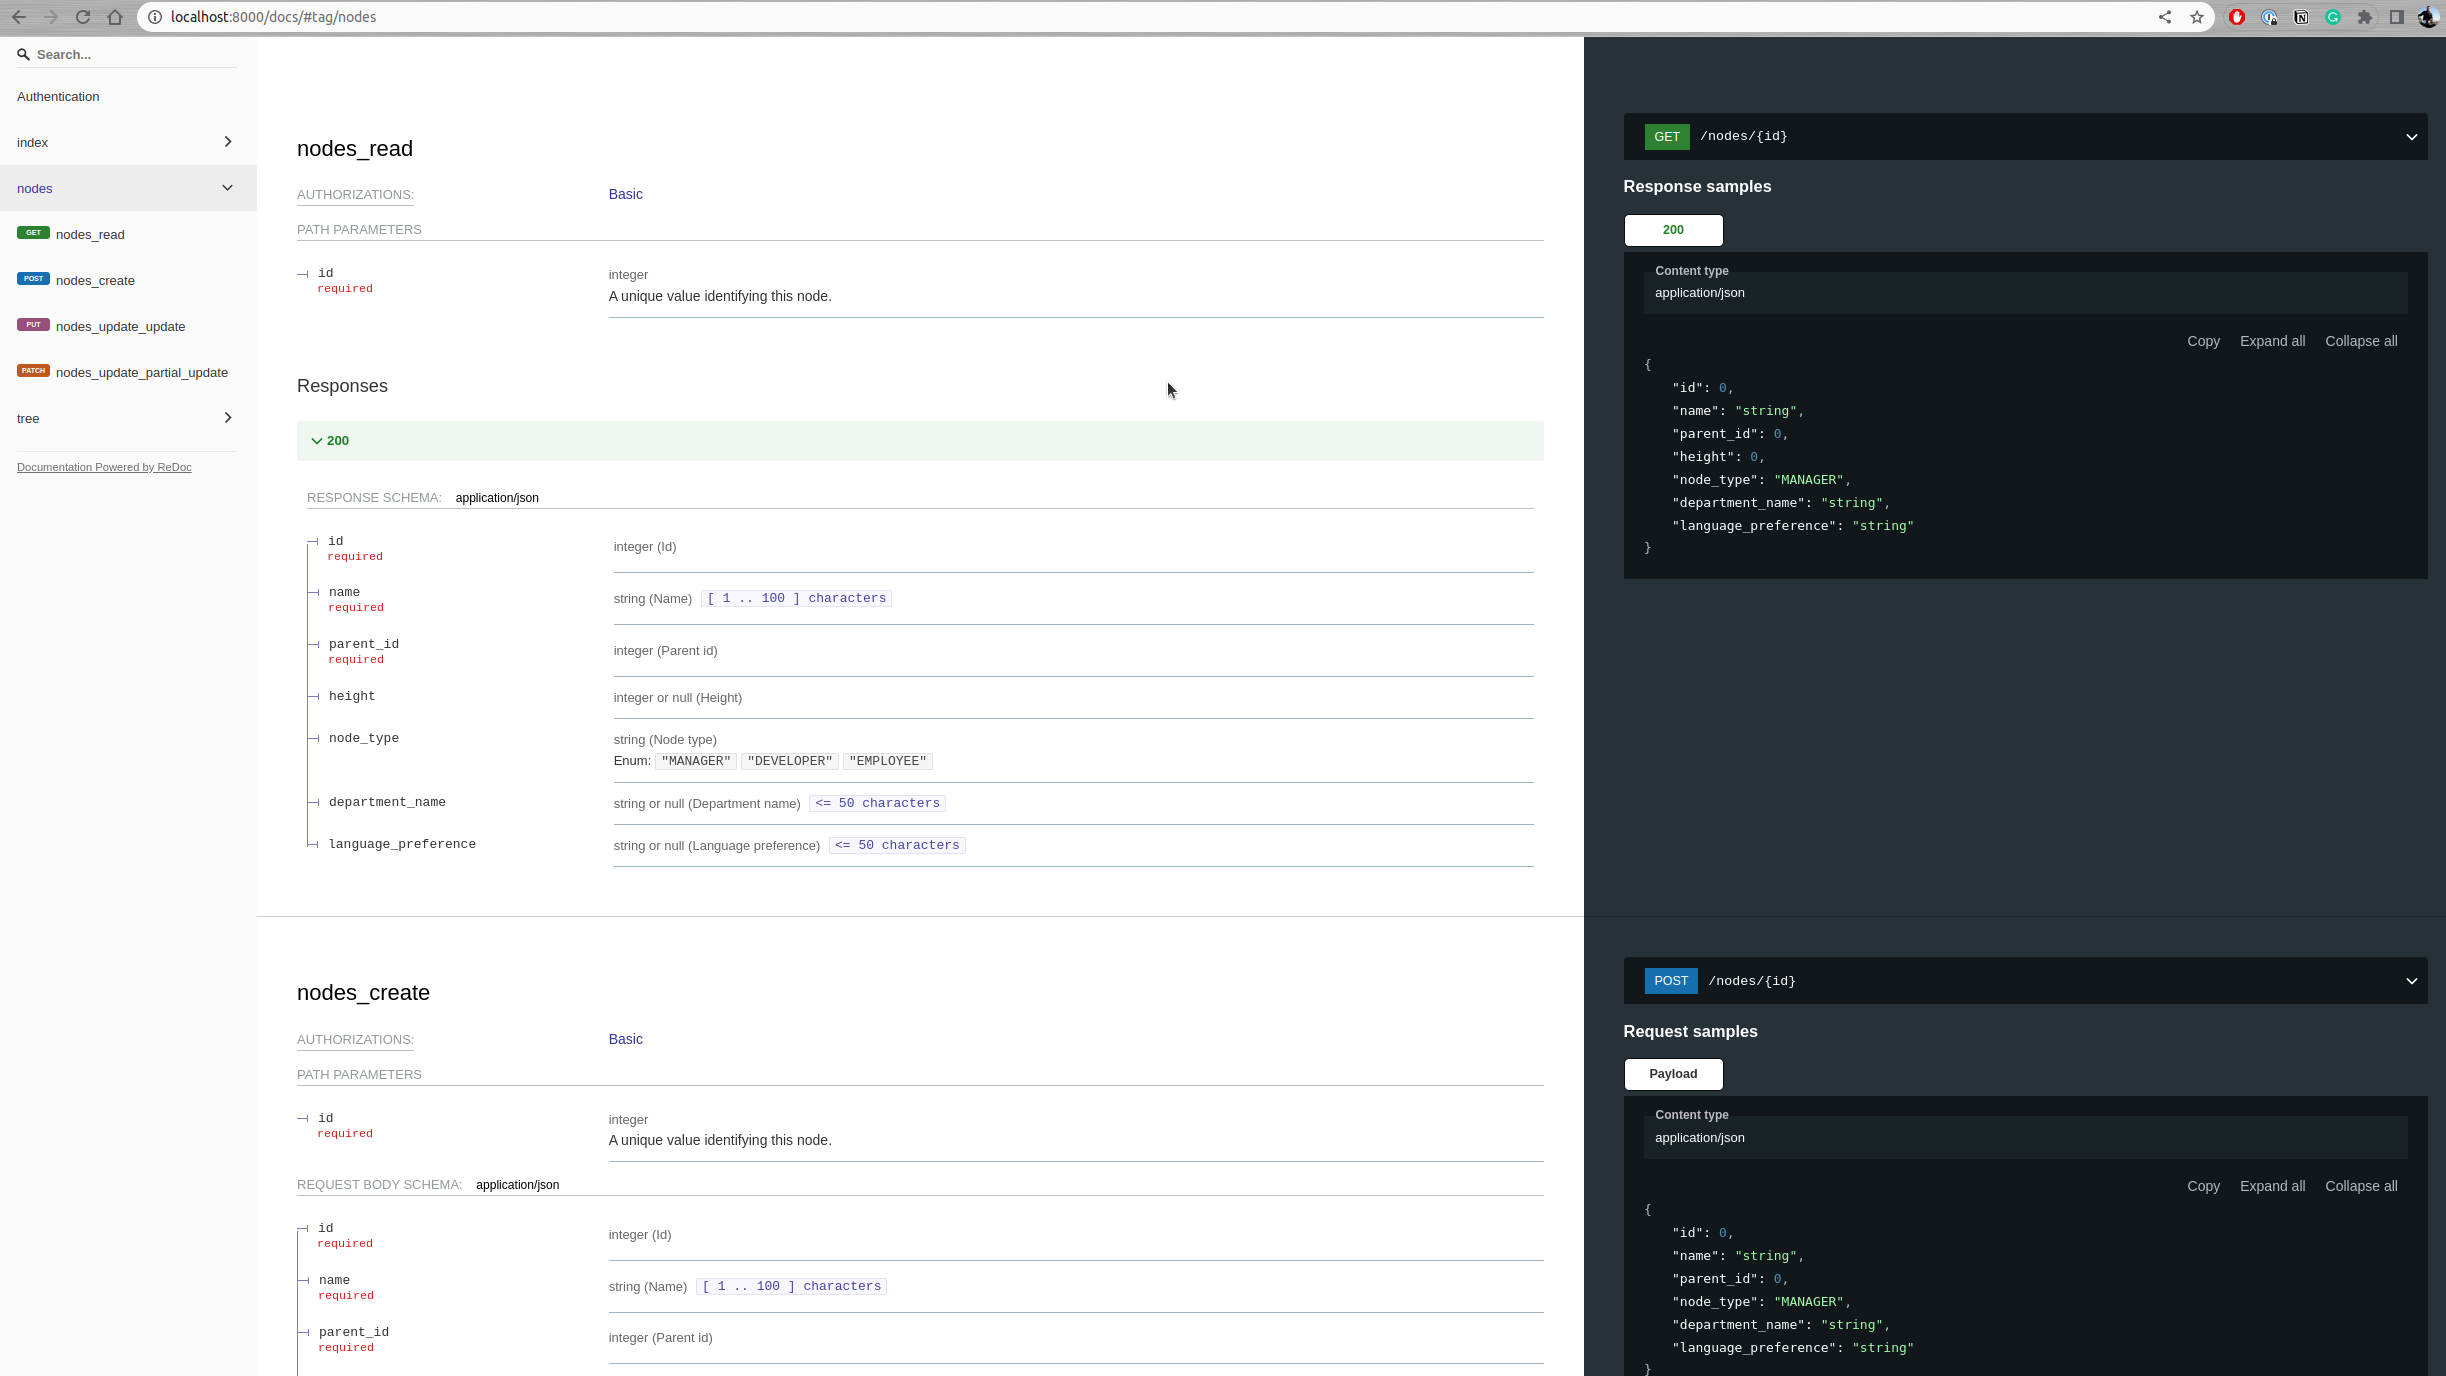 localhost:8000/docs/#tag/nodes
Search...
Authentication
index
nodes
GET nodes_read
POST nodes_create
PUT nodes_update_update
PATCH nodes_update_partial_update
tree
Documentation Powered by ReDoc
nodes_read
AUTHORIZATIONS: Basic
PATH PARAMETERS
id integer
required A unique value identifying this node.
Responses
200
RESPONSE SCHEMA: application/json
id
required integer (Id)
name
required string (Name) [ 1 .. 100 ] characters
parent_id
required integer (Parent id)
height integer or null (Height)
node_type string (Node type)
Enum: "MANAGER" "DEVELOPER" "EMPLOYEE"
department_name string or null (Department name) <= 50 characters
language_preference string or null (Language preference) <= 50 characters
GET /nodes/{id}
Response samples
200
Content type
application/json
Copy Expand all Collapse all
{
"id": 0,
"name": "string",
"parent_id": 0,
"height": 0,
"node_type": "MANAGER",
"department_name": "string",
"language_preference": "string"
}
nodes_create
AUTHORIZATIONS: Basic
PATH PARAMETERS
id integer
required A unique value identifying this node.
REQUEST BODY SCHEMA: application/json
id
required integer (Id)
name
required string (Name) [ 1 .. 100 ] characters
parent_id
required integer (Parent id)
POST /nodes/{id}
Request samples
Payload
Content type
application/json
Copy Expand all Collapse all
{
"id": 0,
"name": "string",
"parent_id": 0,
"node_type": "MANAGER",
"department_name": "string",
"language_preference": "string"
}